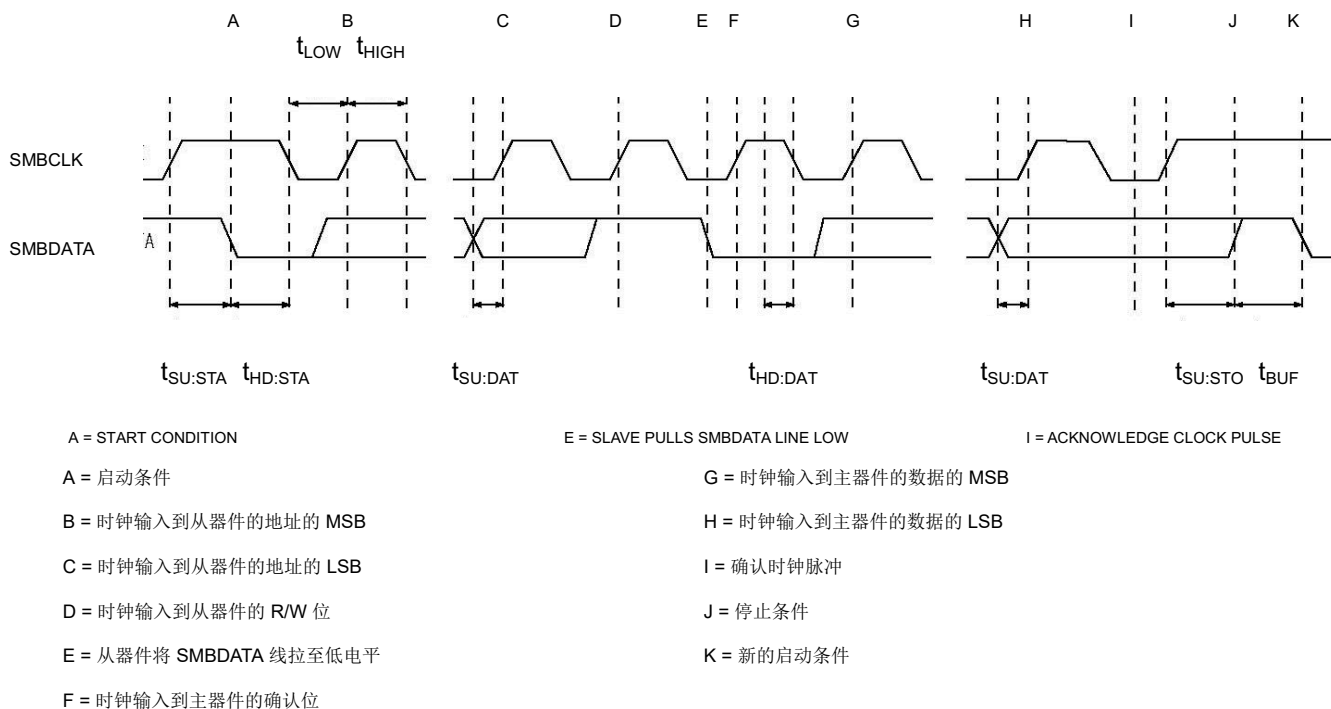 A B C D E F G H I J K
tLOW tHIGH
SMBCLK
A
SMBDATA
tSU:STA tHD:STA tSU:DAT tHD:DAT tSU:DAT tSU:STO tBUF
A = START CONDITION E = SLAVE PULLS SMBDATA LINE LOW I = ACKNOWLEDGE CLOCK PULSE
A = 启动条件
B = 时钟输入到从器件的地址的 MSB
C = 时钟输入到从器件的地址的 LSB
D = 时钟输入到从器件的 R/W 位
E = 从器件将 SMBDATA 线拉至低电平
F = 时钟输入到主器件的确认位
G = 时钟输入到主器件的数据的 MSB
H = 时钟输入到主器件的数据的 LSB
I = 确认时钟脉冲
J = 停止条件
K = 新的启动条件